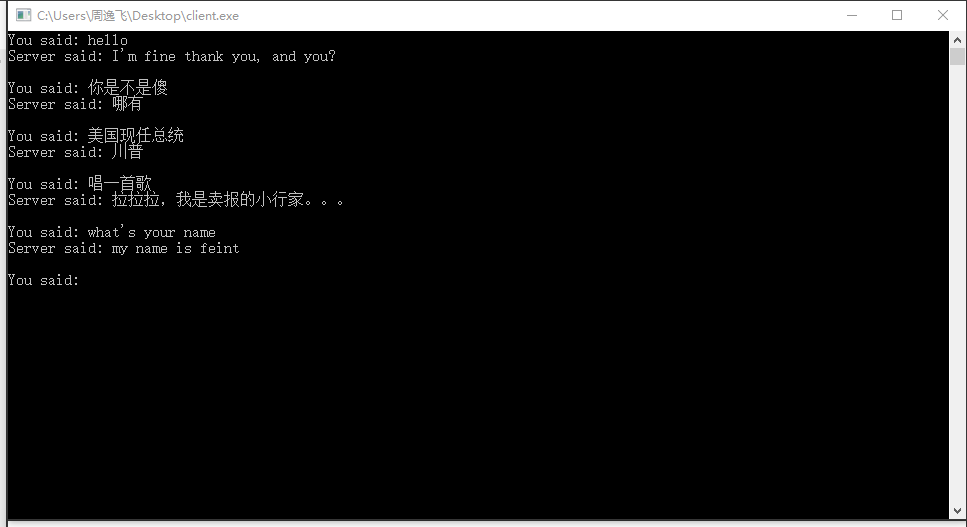 C:\Users\周逸飞\Desktop\client.exe
You said: hello
Server said: I'm fine thank you, and you?
You said: 你是不是傻
Server said: 哪有
You said: 美国现任总统
Server said: 川普
You said: 唱一首歌
Server said: 拉拉拉，我是卖报的小行家。。。
You said: what's your name
Server said: my name is feint
You said: